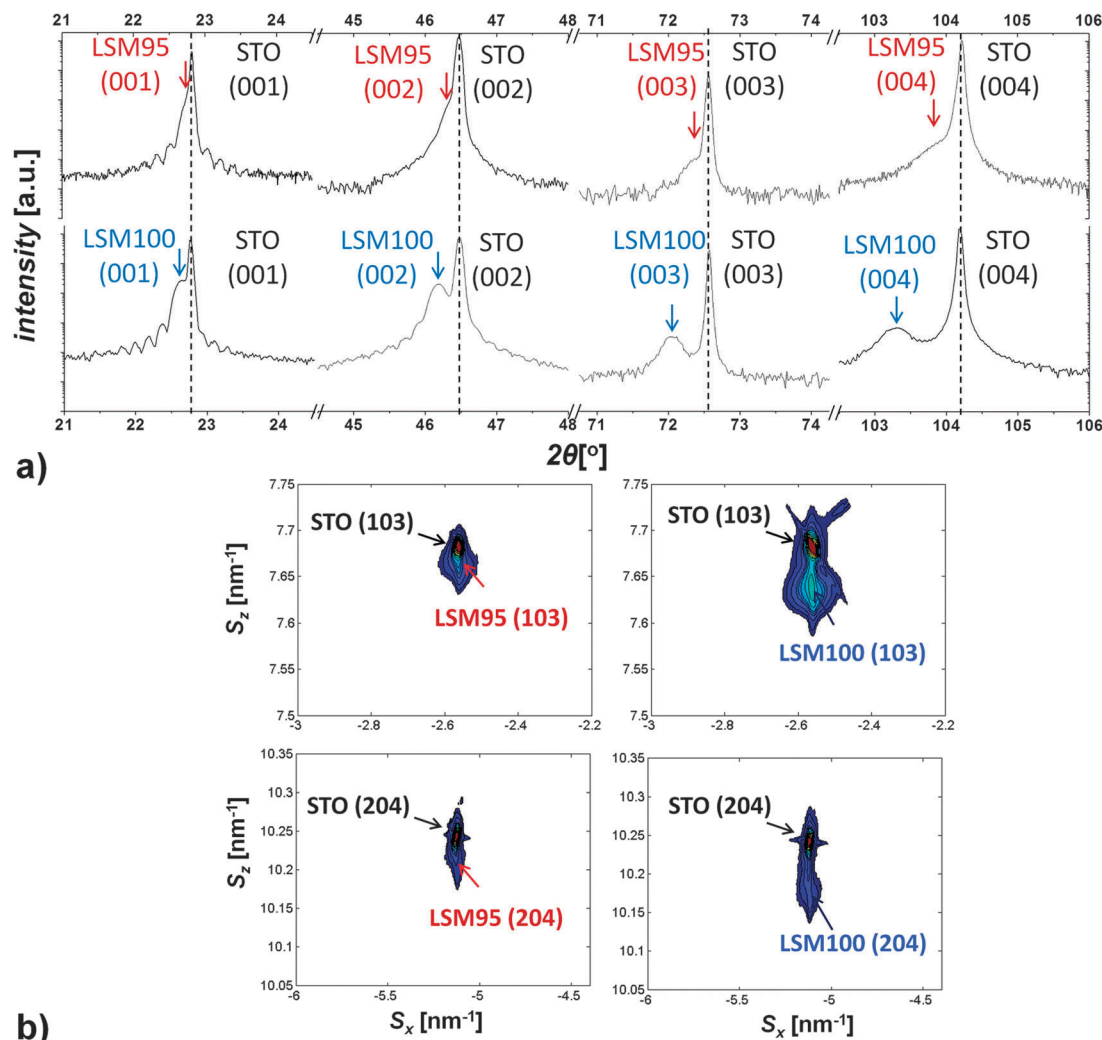 21 22 23 24 45 46 47 48 71 72 73 74 103 104 105 106
LSM95 STO LSM95 STO LSM95 STO LSM95 STO
(001) (001) (002) (002) (003) (003) (004) (004)
intensity [a.u.]
LSM100 STO LSM100 STO LSM100 STO LSM100 STO
(001) (001) (002) (002) (003) (003) (004) (004)
21 22 23 24 45 46 47 48 71 72 73 74 103 104 105 106
2θ[º]
a)
7.75
7.7
7.65
7.6
7.55
7.5
Sz [nm-1]
STO (103)
LSM95 (103)
-3 -2.8 -2.6 -2.4 -2.2
7.75
7.7
7.65
7.6
7.55
7.5
STO (103)
LSM100 (103)
-3 -2.8 -2.6 -2.4 -2.2
10.35
10.3
10.25
10.2
10.15
10.1
10.05
Sz [nm-1]
STO (204)
LSM95 (204)
-6 -5.5 -5 -4.5
Sx [nm-1]
10.35
10.3
10.25
10.2
10.15
10.1
10.05
STO (204)
LSM100 (204)
-6 -5.5 -5 -4.5
Sx [nm-1]
b)